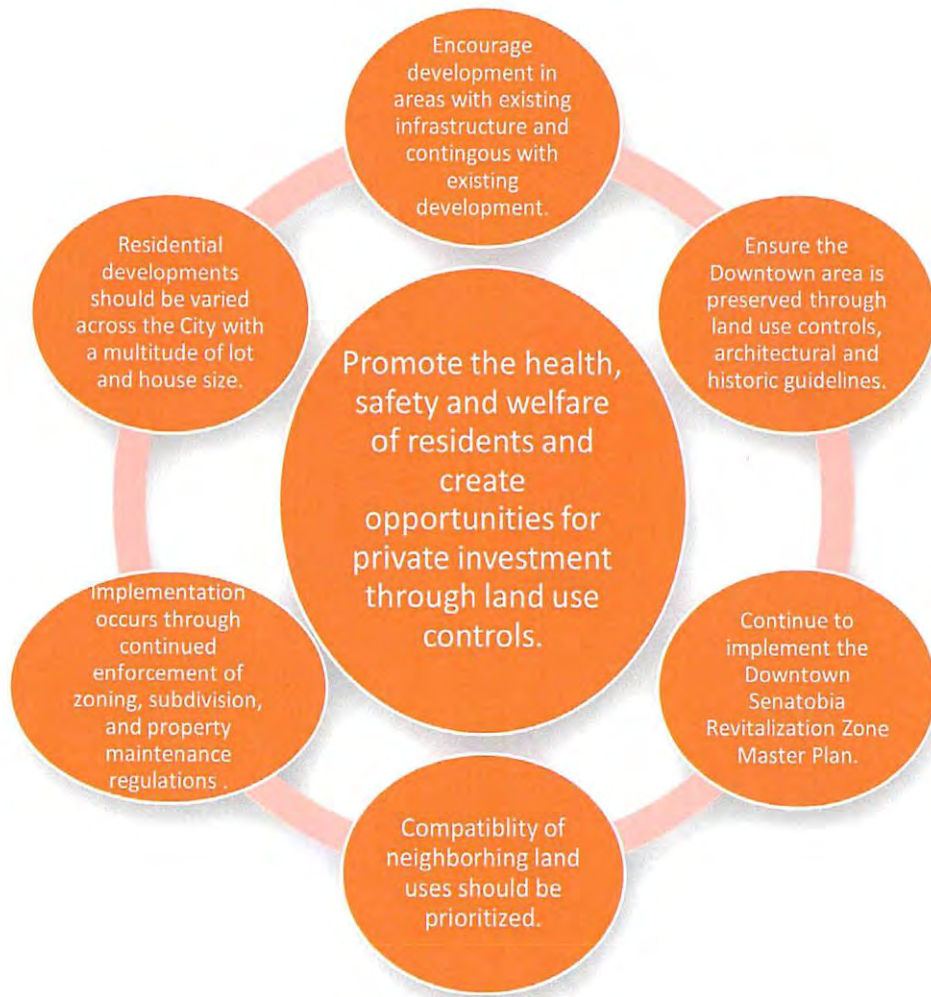 Encourage
development in
areas with existing
infrastructure and
contingous with
existing
development.
Ensure the
Downtown area is
preserved through
land use controls,
architectural and
historic guidelines.
Continue to
implement the
Downtown
Senatobia
Revitalization Zone
Master Plan.
Compatiblity of
neighborhing land
uses should be
prioritized.
Implementation
occurs through
continued
enforcement of
zoning, subdivision,
and property
maintenance
regulations .
Residential
developments
should be varied
across the City with
a multitude of lot
and house size.
Promote the health,
safety and welfare
of residents and
create
opportunities for
private investment
through land use
controls.